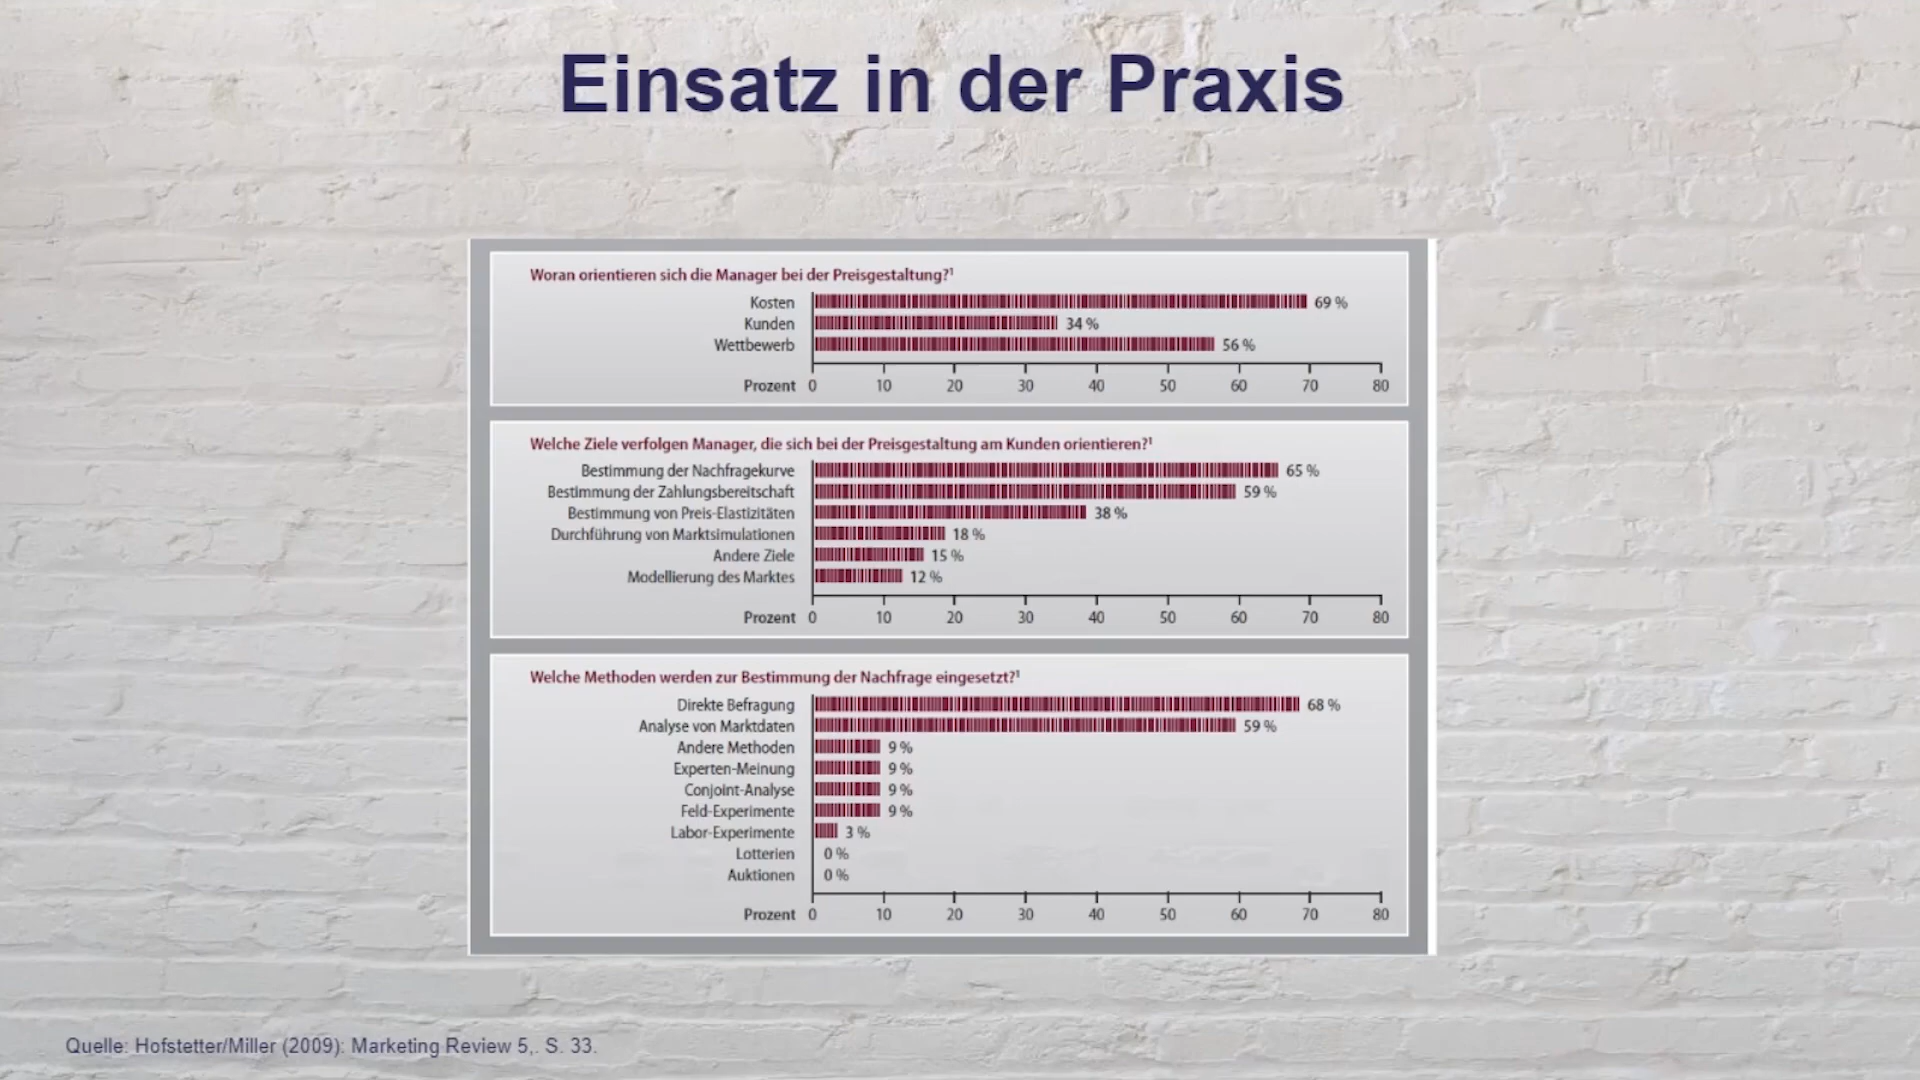 Einsatz in der Praxis
Woran orientieren sich die Manager bei der Preisgestaltung?¹
Kosten 69 %
Kunden 34 %
Wettbewerb 56 %
Prozent 0 10 20 30 40 50 60 70 80
Welche Ziele verfolgen Manager, die sich bei der Preisgestaltung am Kunden orientieren?¹
Bestimmung der Nachfragekurve 65 %
Bestimmung der Zahlungsbereitschaft 59 %
Bestimmung von Preis-Elastizitäten 38 %
Durchführung von Marktsimulationen 18 %
Andere Ziele 15 %
Modellierung des Marktes 12 %
Prozent 0 10 20 30 40 50 60 70 80
Welche Methoden werden zur Bestimmung der Nachfrage eingesetzt?¹
Direkte Befragung 68 %
Analyse von Marktdaten 59 %
Andere Methoden 9 %
Experten-Meinung 9 %
Conjoint-Analyse 9 %
Feld-Experimente 9 %
Labor-Experimente 3 %
Lotterien 0 %
Auktionen 0 %
Prozent 0 10 20 30 40 50 60 70 80
Quelle: Hofstetter/Miller (2009): Marketing Review 5,. S. 33.